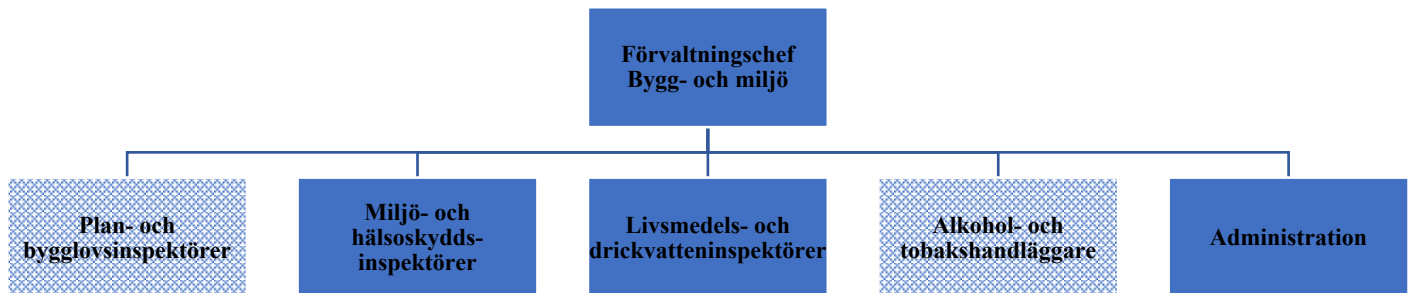 Förvaltningschef
Bygg- och miljö
Plan- och
bygglovsinspektörer
Miljö- och
hälsoskydds-
inspektörer
Livsmedels- och
drickvatteninspektörer
Alkohol- och
tobakshandläggare
Administration